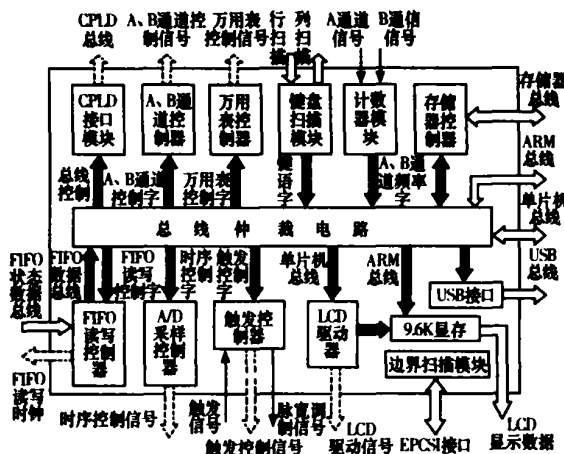 CPLD
总线
A、B通道控
制信号
万用表
控制信号
行
扫
描
列
扫
描
A通道
信号
B通信
信号
CPLD
接口
模块
A、B通
道控
制器
万用
表控
制器
键盘
扫描
模块
计数
器模
块
存储
器控
制器
存储器
总线
ARM
总线
单片机
总线
USB
总线
总线
控制
A、B通道
控制字
万用表
控制字
键
语
字
A、B通
道频率
字
总线仲裁电路
FIFO
状态
数据
总线
FIFO
数据
总线
FIFO
读写
控制字
时序
控制
字
触发
控制
字
单片机
总线
ARM
总线
USB接口
FIFO
读写
控制
器
A/D
采样
控制器
触发控
制器
LCD
驱动
器
9.6K显存
边界扫描模块
FIFO
读写
时钟
时序控制信号
触发
信号
触发控制信号
脉宽调
制信号
LCD
驱动信号
EPCSI接口
LCD
显示数据